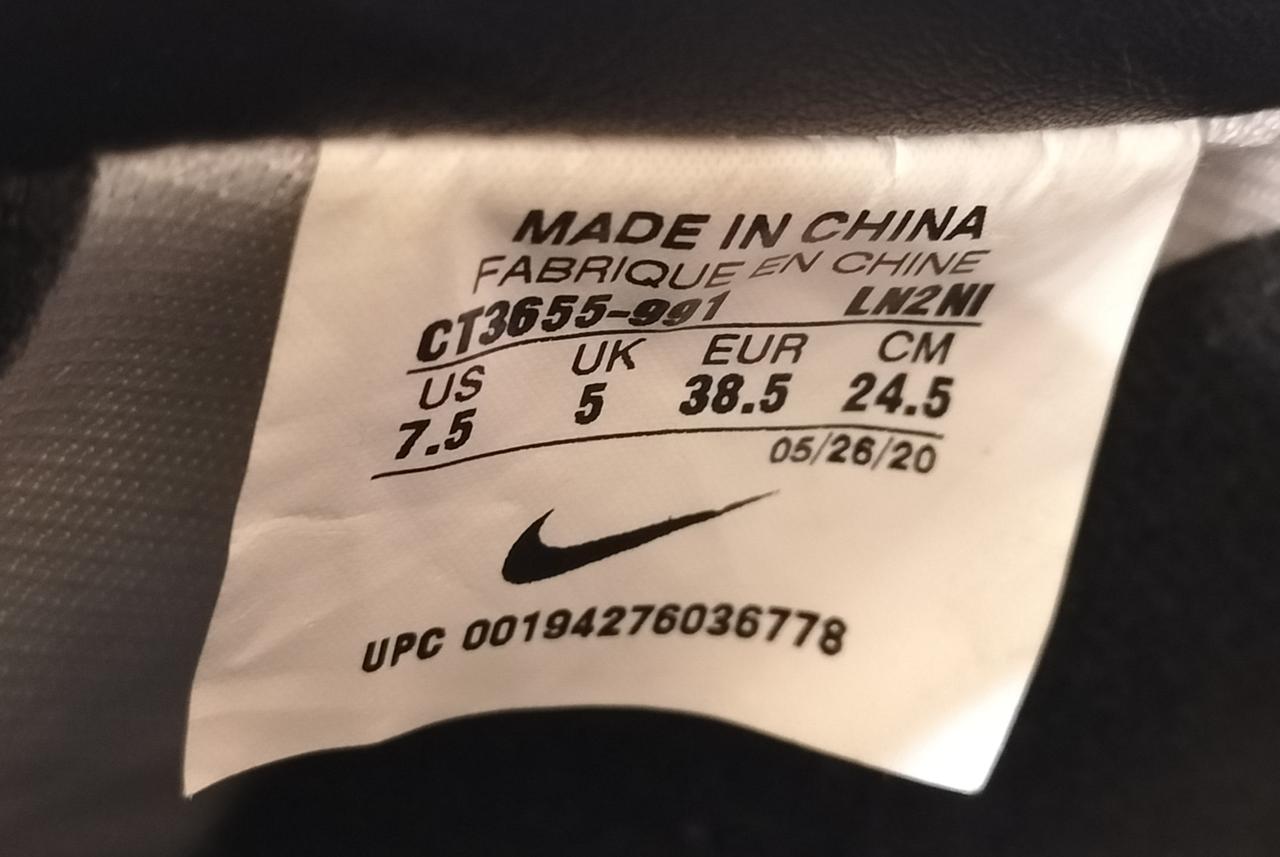 MADE IN CHINA
FABRIQUE EN CHINE
CT3655-991 LN2NI
US UK EUR CM
7.5 5 38.5 24.5
05/26/20
UPC 00194276036778